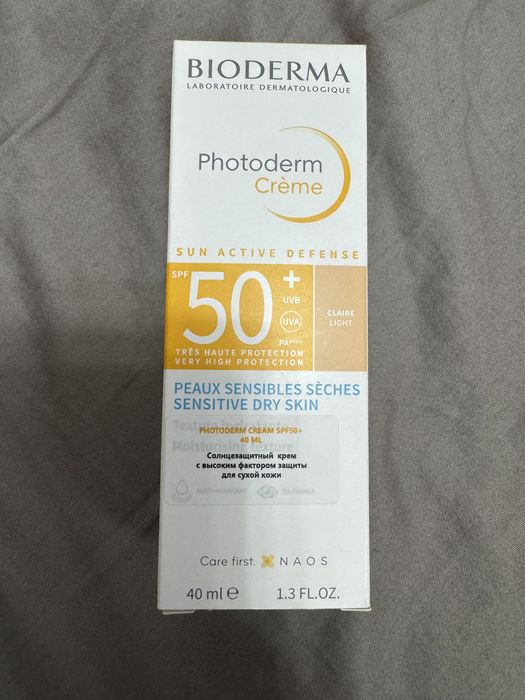 BIODERMA
LABORATOIRE DERMATOLOGIQUE
Photoderm
Crème
SUN ACTIVE DEFENSE
SPF 50+
UVB
UVA
PA++++
CLAIRE
LIGHT
TRÈS HAUTE PROTECTION
VERY HIGH PROTECTION
PEAUX SENSIBLES SÈCHES
SENSITIVE DRY SKIN
PHOTODERM CREAM SPF50+
40 ML
Moisturising texture
Солнцезащитный крем
с высоким фактором защиты
для сухой кожи
Care first. NAOS
40 ml e 1.3 FL.OZ.